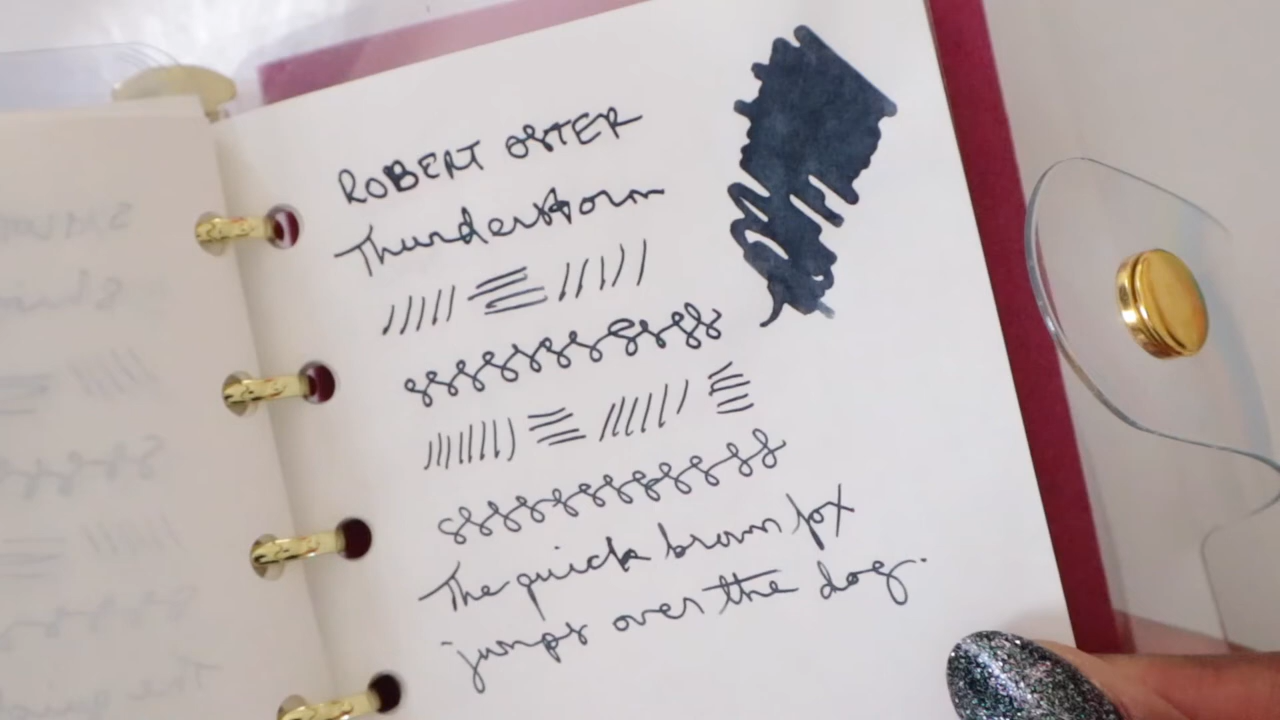 ROBERT OSTER
Thunderstorm
The quick brown fox
jumps over the dog.